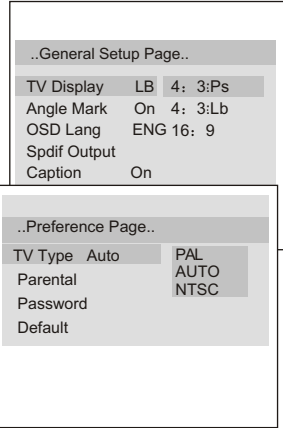 ..General Setup Page..
TV Display LB 4：3:Ps
Angle Mark On 4：3:Lb
OSD Lang ENG 16：9
Spdif Output
Caption On
..Preference Page..
TV Type Auto PAL
Parental AUTO
NTSC
Password
Default